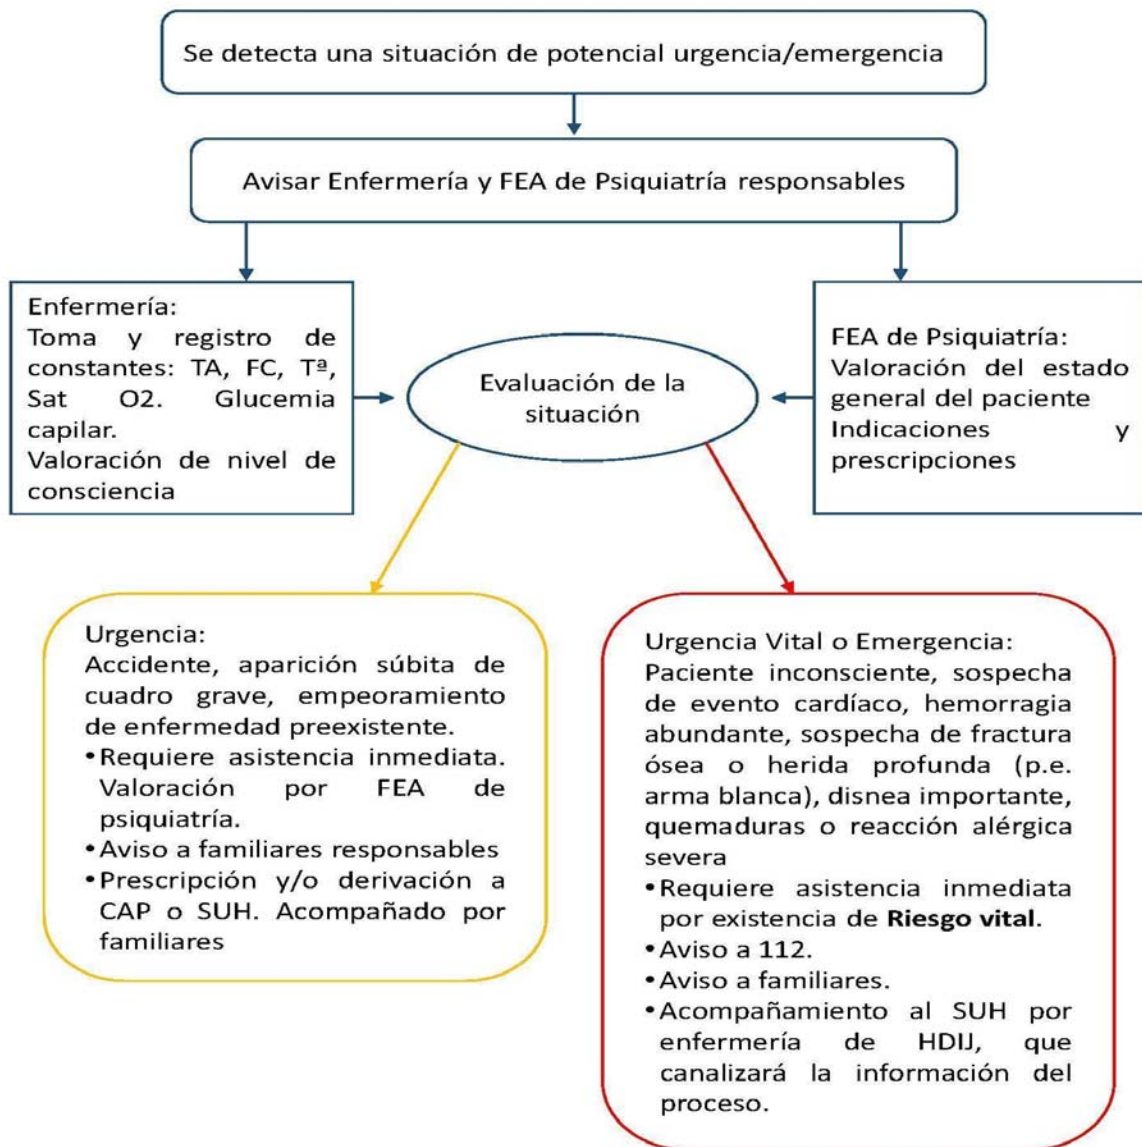 Se detecta una situación de potencial urgencia/emergencia
Avisar Enfermería y FEA de Psiquiatría responsables
Enfermería:
Toma y registro de
constantes: TA, FC, Tª,
Sat O2. Glucemia
capilar.
Valoración de nivel de
consciencia
Evaluación de la
situación
FEA de Psiquiatría:
Valoración del estado
general del paciente
Indicaciones y
prescripciones
Urgencia:
Accidente, aparición súbita de
cuadro grave, empeoramiento
de enfermedad preexistente.
•Requiere asistencia inmediata.
Valoración por FEA de
psiquiatría.
•Aviso a familiares responsables
•Prescripción y/o derivación a
CAP o SUH. Acompañado por
familiares
Urgencia Vital o Emergencia:
Paciente inconsciente, sospecha
de evento cardíaco, hemorragia
abundante, sospecha de fractura
ósea o herida profunda (p.e.
arma blanca), disnea importante,
quemaduras o reacción alérgica
severa
•Requiere asistencia inmediata
por existencia de Riesgo vital.
•Aviso a 112.
•Aviso a familiares.
•Acompañamiento al SUH por
enfermería de HDIJ, que
canalizará la información del
proceso.